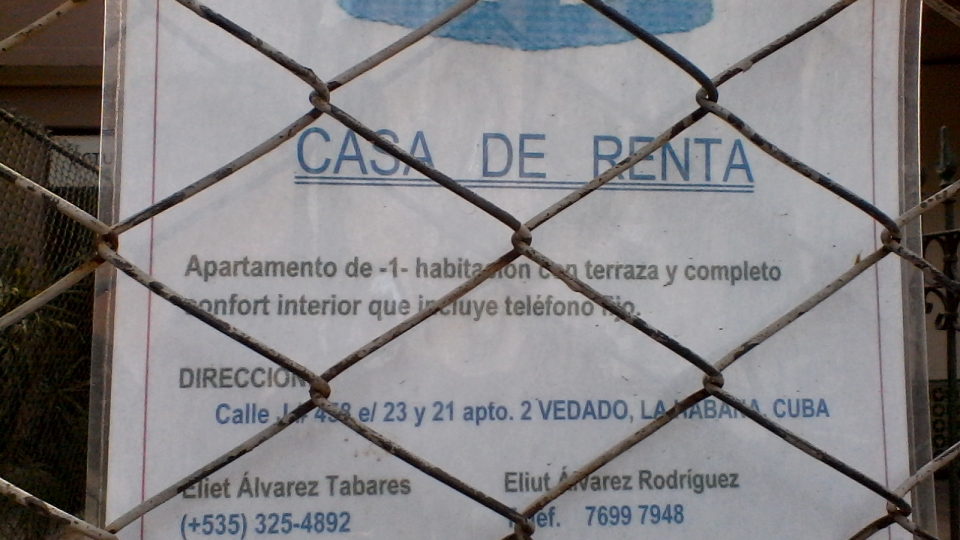 CASA DE RENTA
Apartamento de -1- habitación con terraza y completo
confort interior que incluye teléfono fijo.
DIRECCIÓN
Calle 458 e/ 23 y 21 apto. 2 VEDADO, LA HABANA, CUBA
Eliet Álvarez Tabares
Eliut Álvarez Rodríguez
(+535) 325-4892
Telef. 7699 7948